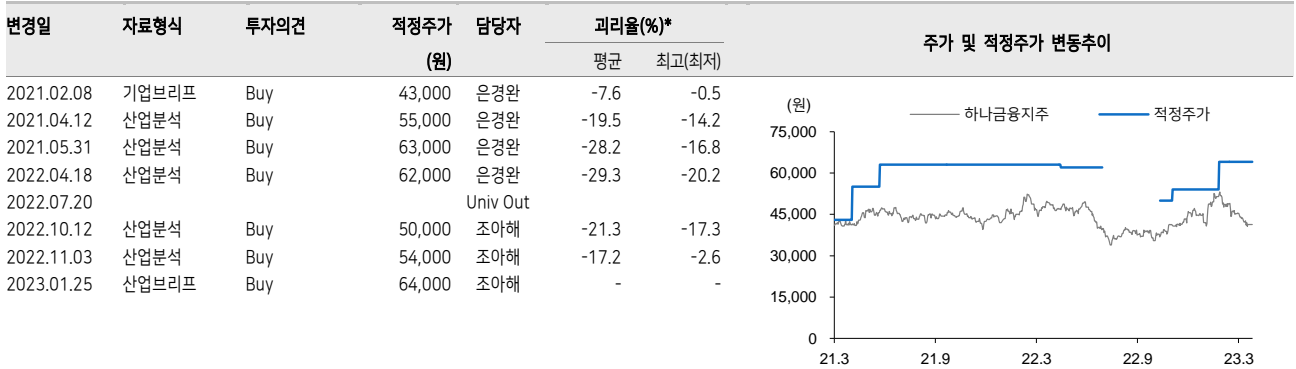 변경일 자료형식 투자의견 적정주가 담당자 괴리율(%)* 주가 및 적정주가 변동추이
(원) 평균 최고(최저)
2021.02.08 기업브리프 Buy 43,000 은경완 -7.6 -0.5
2021.04.12 산업분석 Buy 55,000 은경완 -19.5 -14.2
2021.05.31 산업분석 Buy 63,000 은경완 -28.2 -16.8
2022.04.18 산업분석 Buy 62,000 은경완 -29.3 -20.2
2022.07.20 Univ Out
2022.10.12 산업분석 Buy 50,000 조아해 -21.3 -17.3
2022.11.03 산업분석 Buy 54,000 조아해 -17.2 -2.6
2023.01.25 산업브리프 Buy 64,000 조아해 - -
(원) 하나금융지주 적정주가
75,000
60,000
45,000
30,000
15,000
0
21.3 21.9 22.3 22.9 23.3